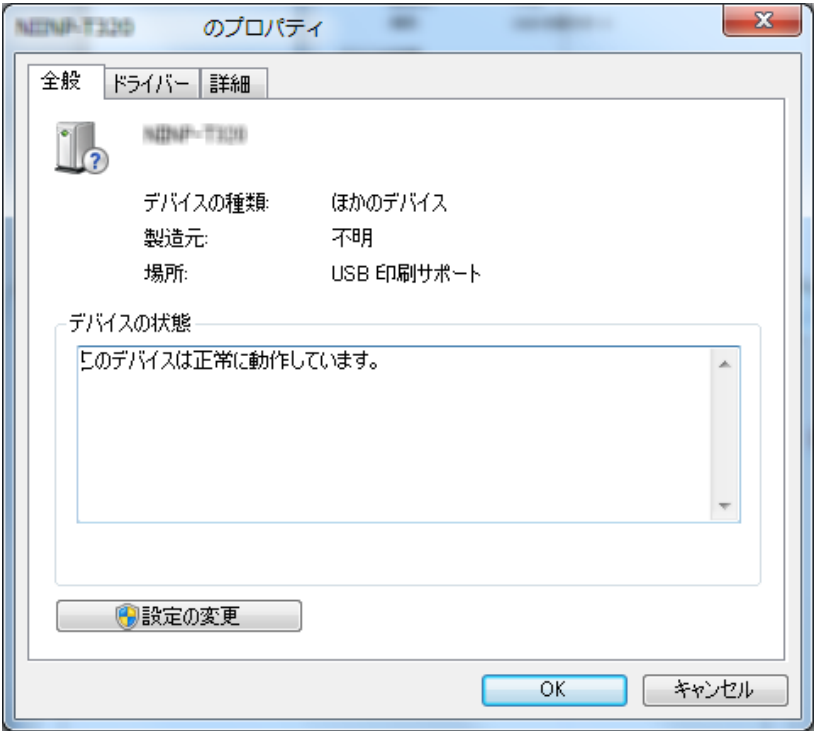 のプロパティ
全般 ドライバー 詳細
デバイスの種類: ほかのデバイス
製造元: 不明
場所: USB 印刷サポート
デバイスの状態
このデバイスは正常に動作しています。
設定の変更
OK キャンセル